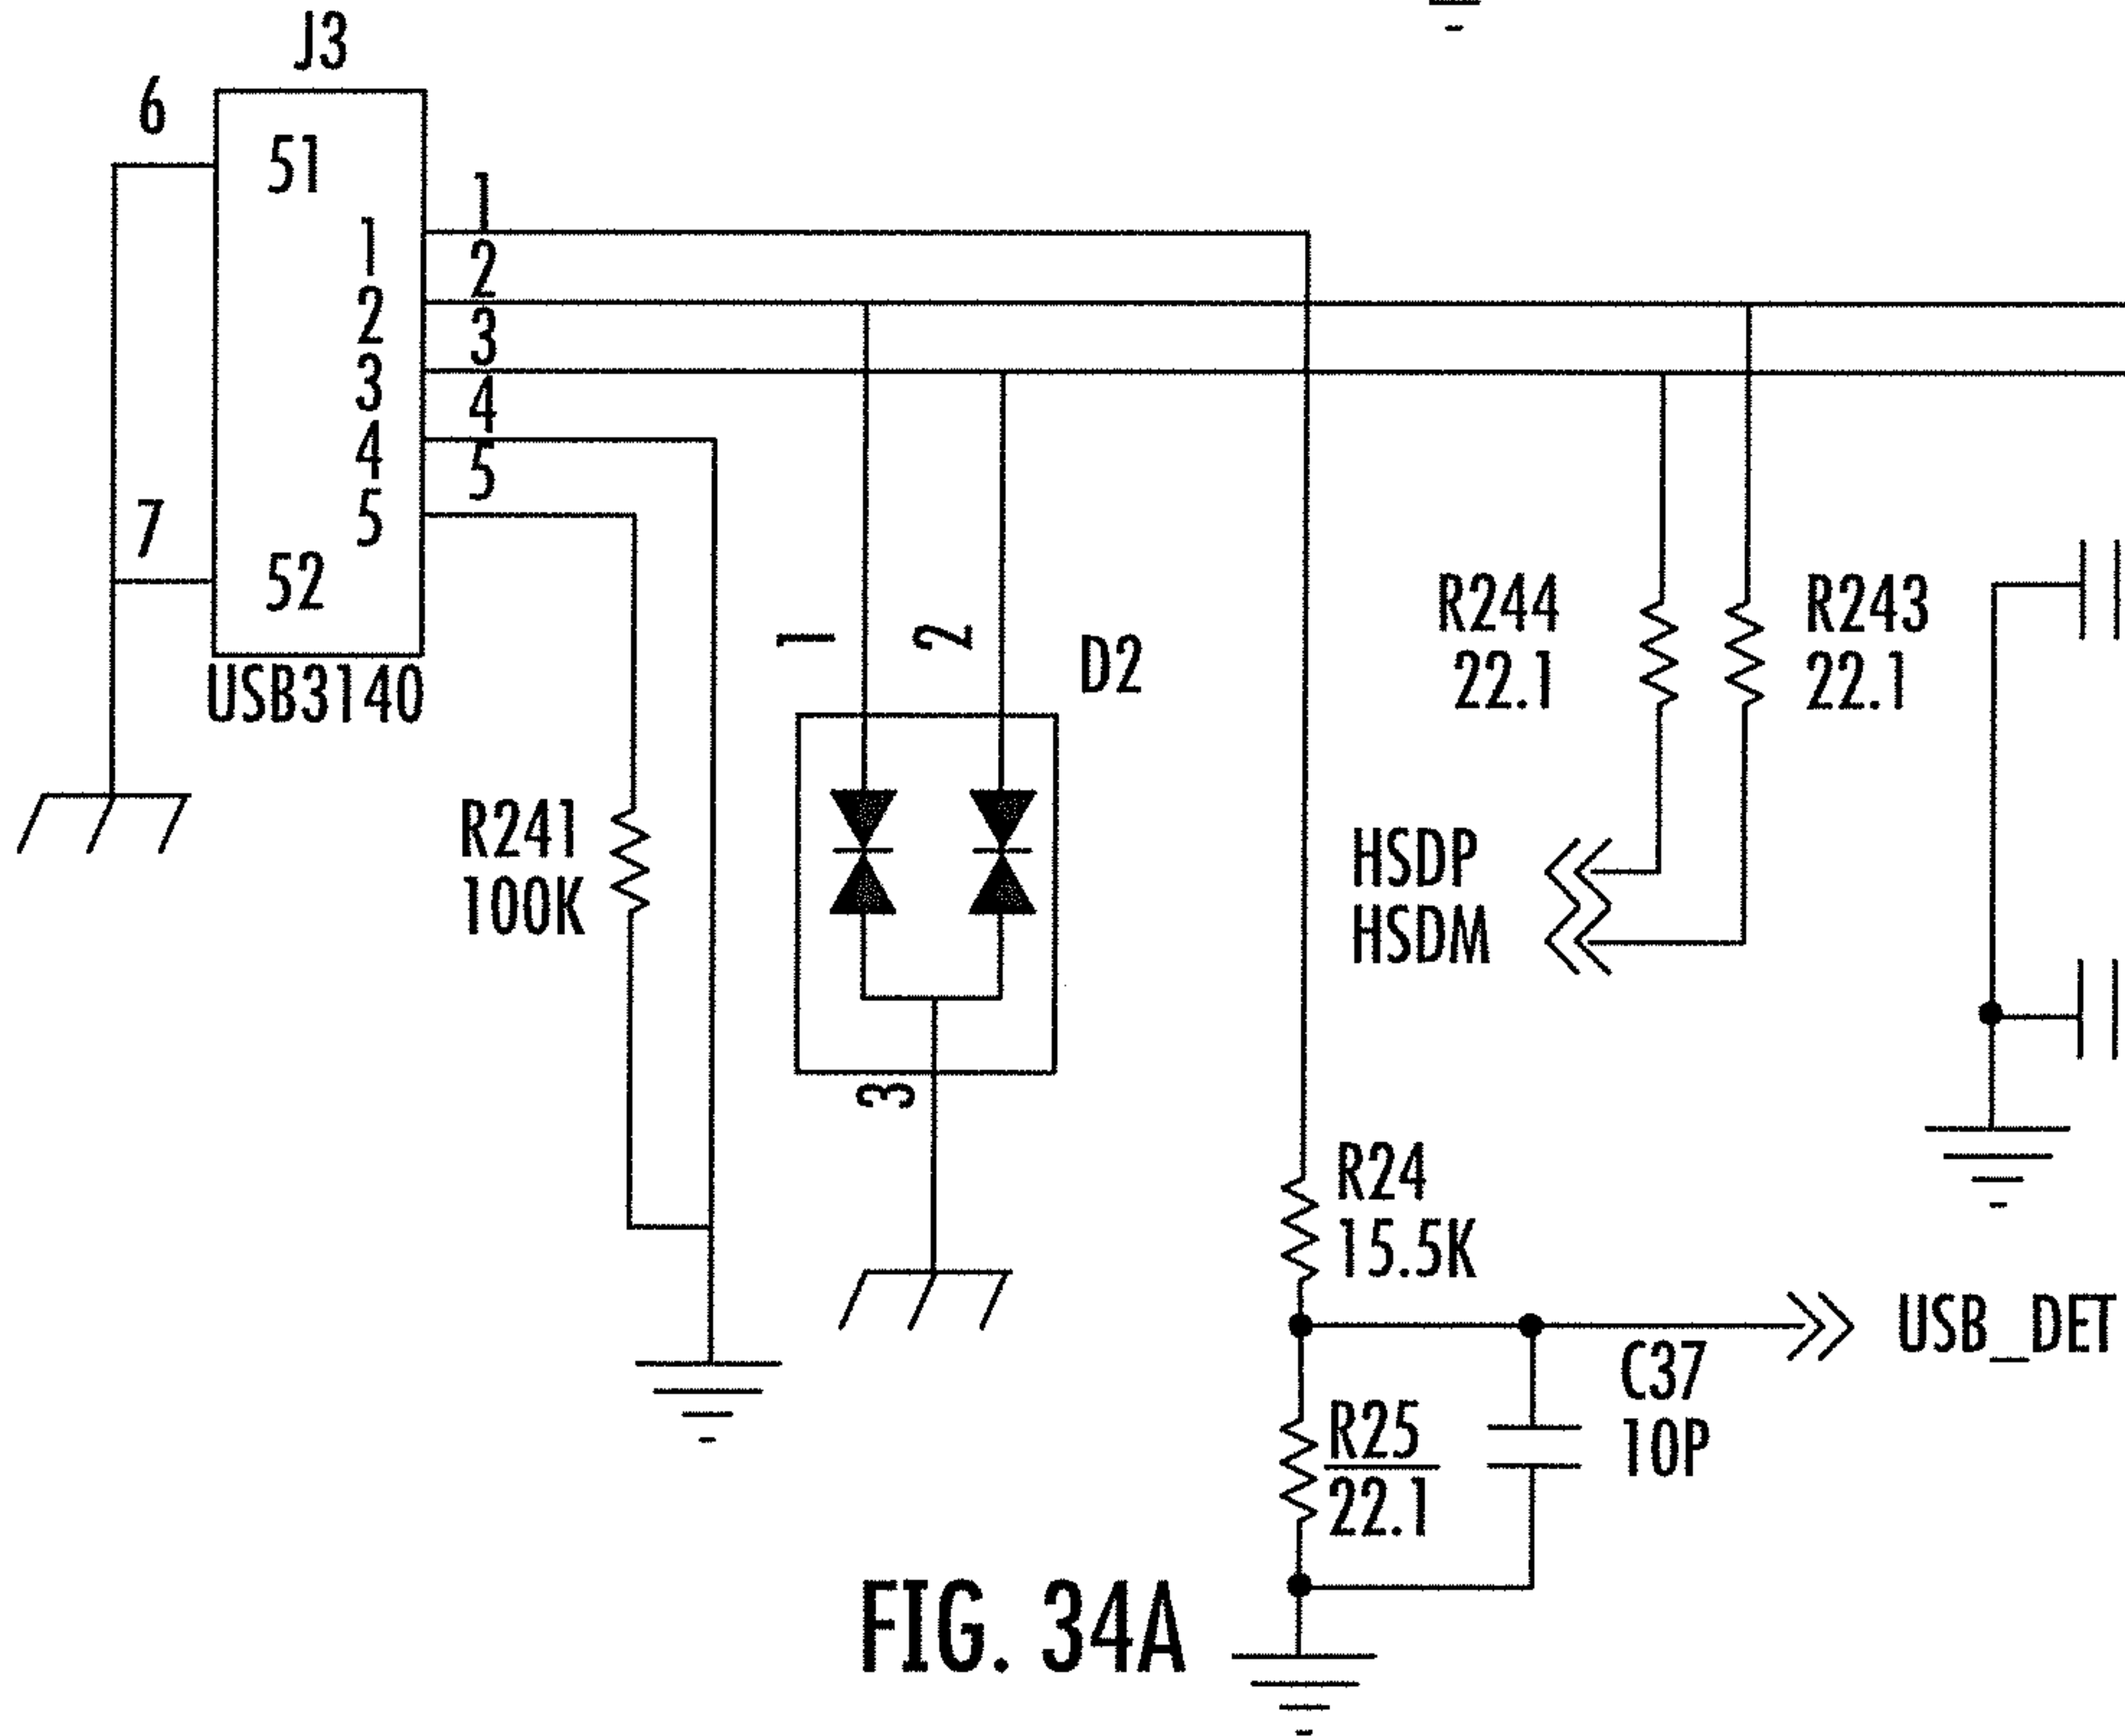 J3
6
51
1
1
2
2
3
3
4
4
5
5
7
52
USB3140
1
2
D2
R244
22.1
R243
22.1
R241
100K
HSDP
HSDM
3
R24
15.5K
USB_DET
C37
10P
R25
22.1
FIG. 34A